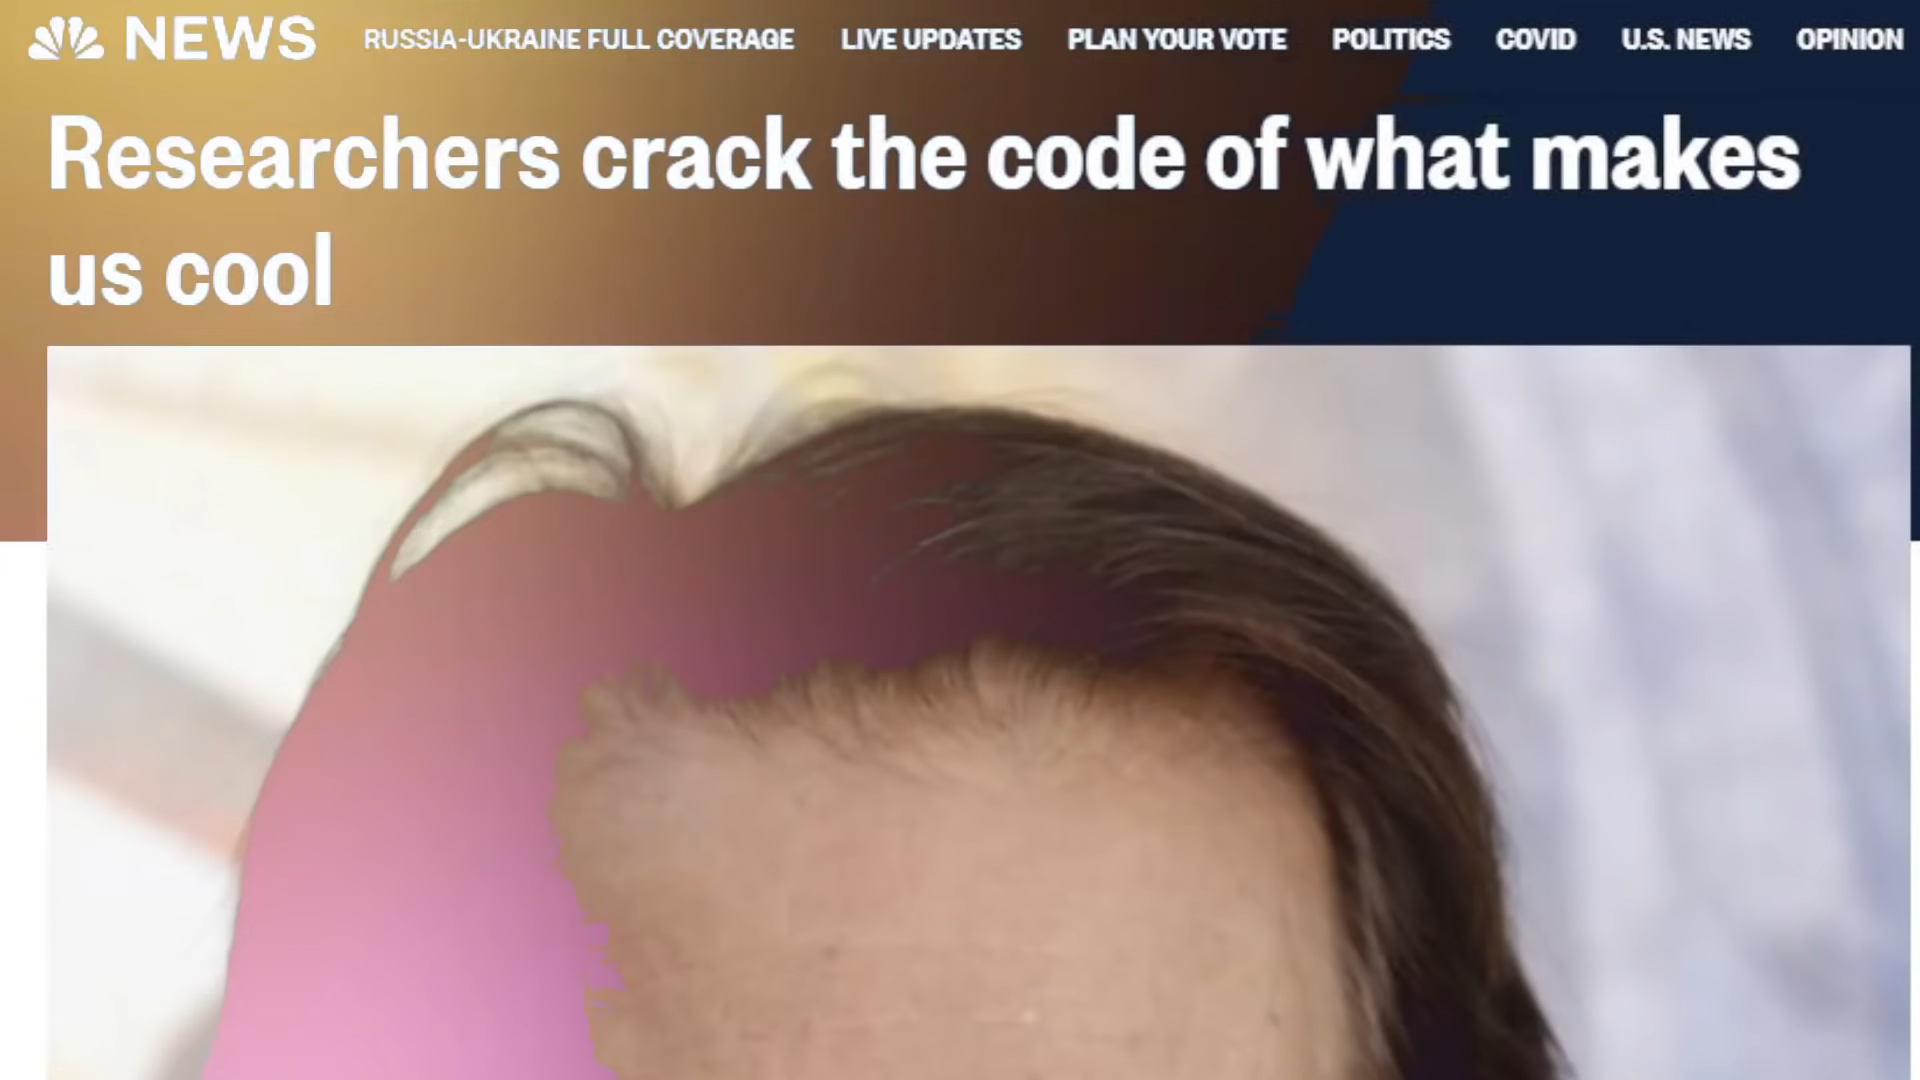 NEWS RUSSIA-UKRAINE FULL COVERAGE LIVE UPDATES PLAN YOUR VOTE POLITICS COVID U.S. NEWS OPINION
Researchers crack the code of what makes
us cool